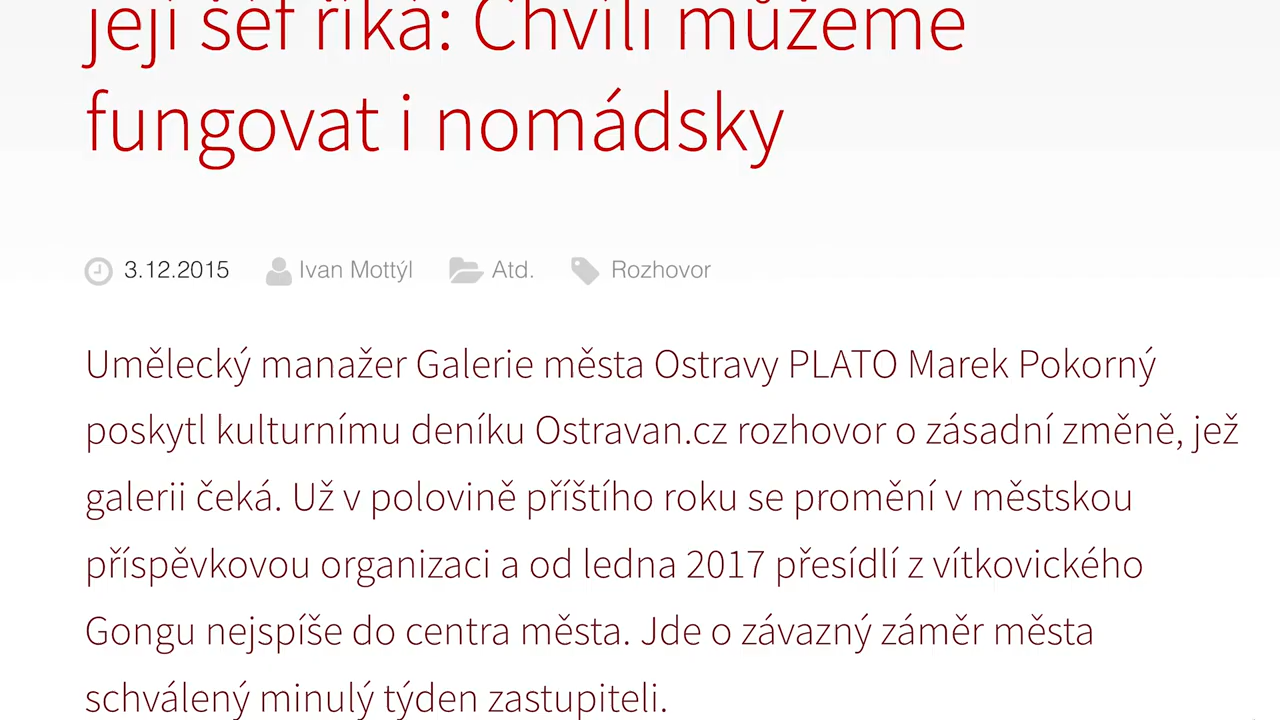 její šéf říká: Chvíli můžeme
fungovat i nomádsky
3.12.2015 Ivan Mottýl Atd. Rozhovor
Umělecký manažer Galerie města Ostravy PLATO Marek Pokorný
poskytl kulturnímu deníku Ostravan.cz rozhovor o zásadní změně, jež
galerii čeká. Už v polovině příštího roku se promění v městskou
příspěvkovou organizaci a od ledna 2017 přesídlí z vítkovického
Gongu nejspíše do centra města. Jde o závazný záměr města
schválený minulý týden zastupiteli.